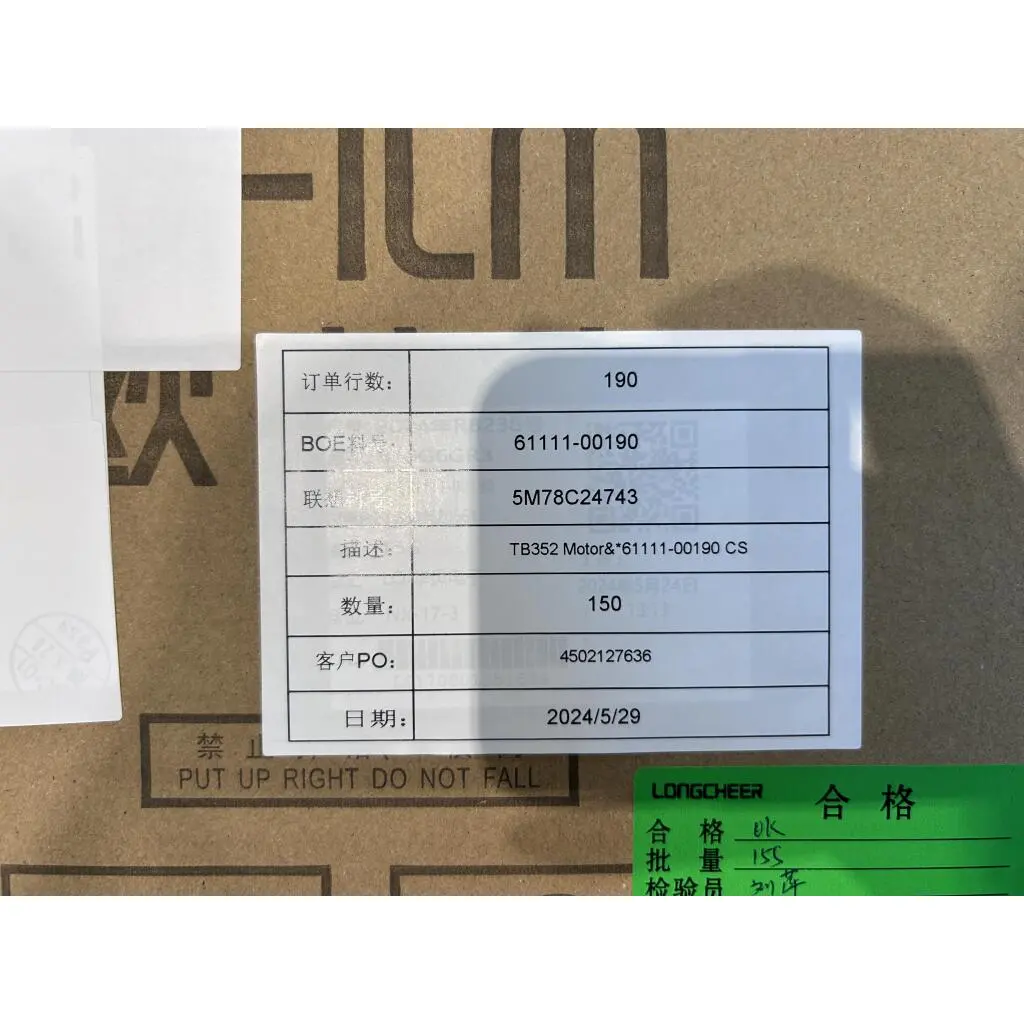 订单行数: 190
BOE料号: 61111-00190
联想料号: 5M78C24743
描述: TB352 Motor&*61111-00190 CS
数量: 150
客户PO: 4502127636
日期: 2024/5/29
禁止
PUT UP RIGHT DO NOT FALL
LONGCHEER 合格
合格 OK
批量 155
检验员